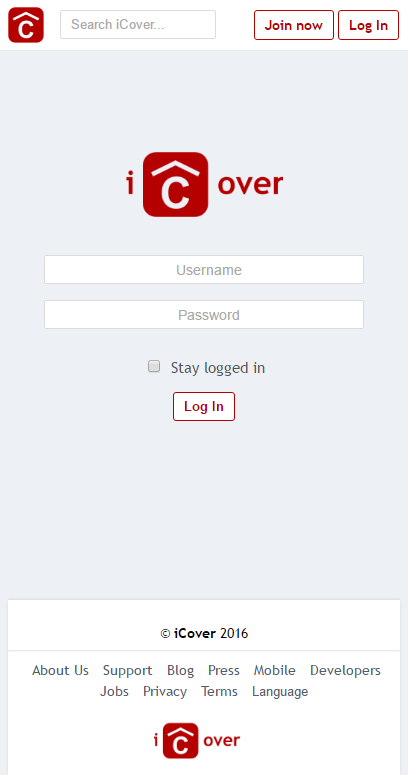 C Search iCover... Join now Log In
i C over
Username
Password
Stay logged in
Log In
© iCover 2016
About Us Support Blog Press Mobile Developers
Jobs Privacy Terms Language
i C over